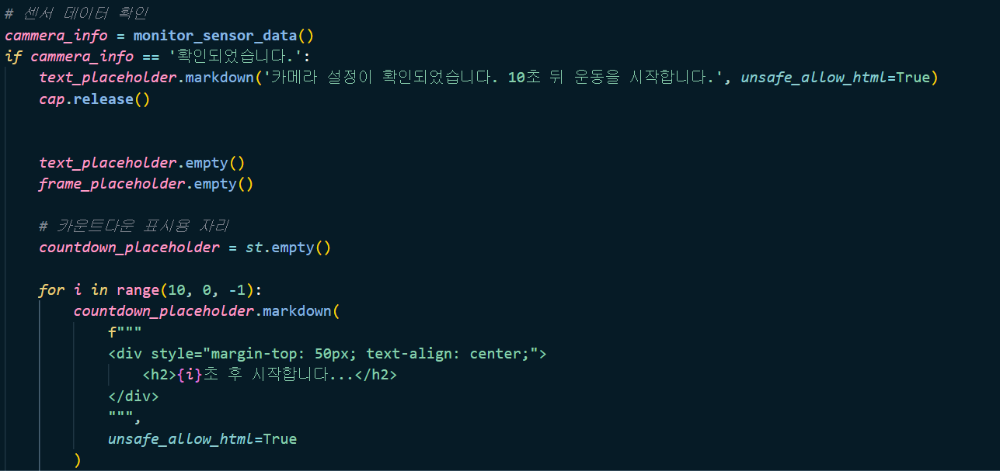 # 센서 데이터 확인
cammera_info = monitor_sensor_data()
if cammera_info == '확인되었습니다.':
    text_placeholder.markdown('카메라 설정이 확인되었습니다. 10초 뒤 운동을 시작합니다.', unsafe_allow_html=True)
    cap.release()
    text_placeholder.empty()
    frame_placeholder.empty()
    # 카운트다운 표시용 자리
    countdown_placeholder = st.empty()
    for i in range(10, 0, -1):
        countdown_placeholder.markdown(
            f"""
            <div style="margin-top: 50px; text-align: center;">
                <h2>{i}초 후 시작합니다...</h2>
            </div>
            """,
            unsafe_allow_html=True
        )